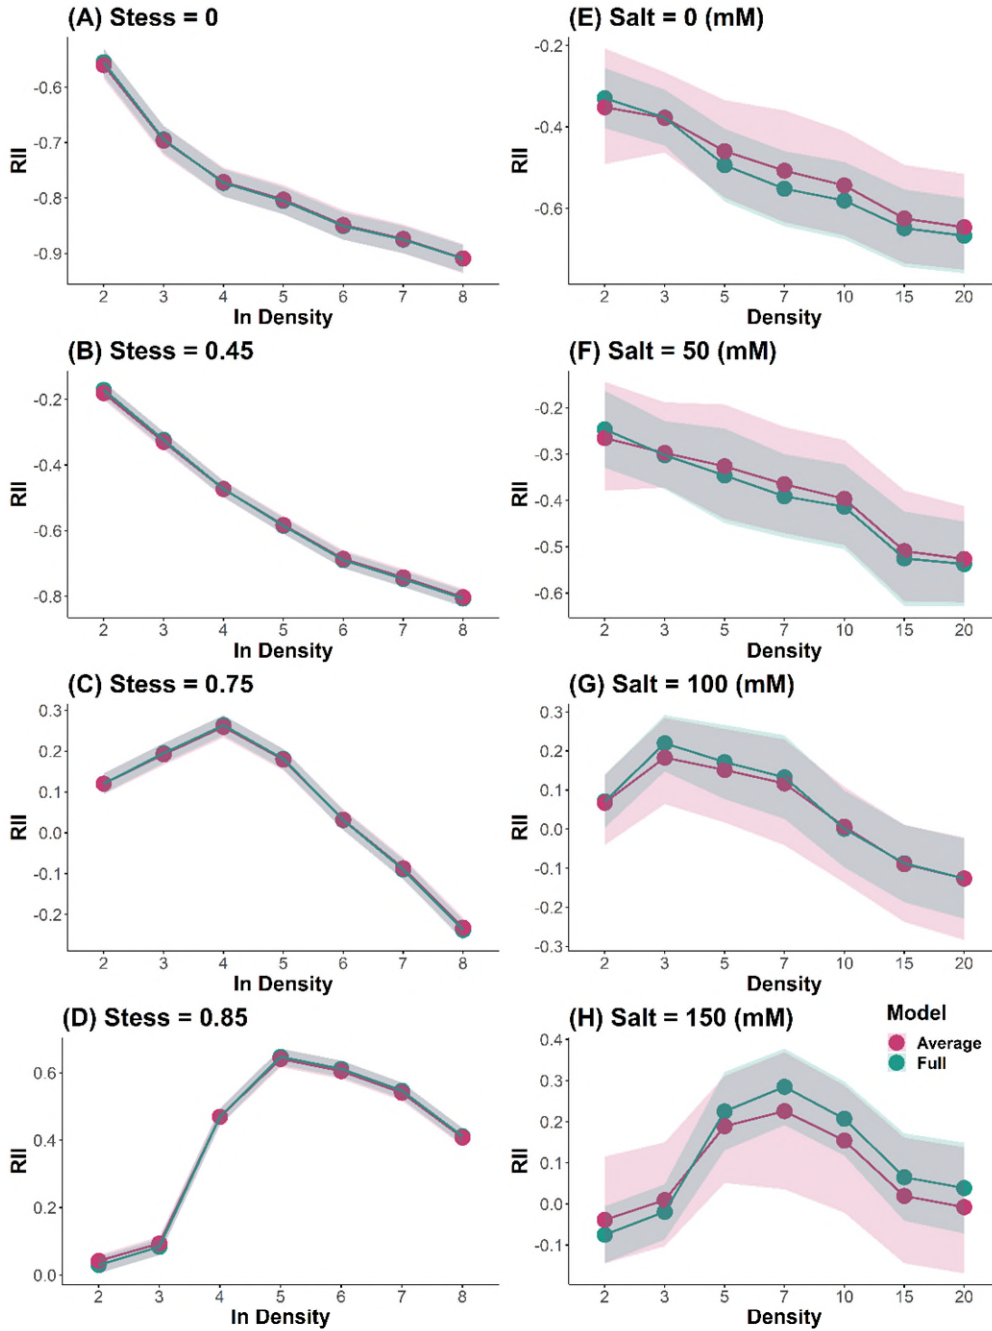 (A) Stess = 0
RII
-0.6
-0.7
-0.8
-0.9
2 3 4 5 6 7 8
In Density
(E) Salt = 0 (mM)
RII
-0.2
-0.4
-0.6
2 3 5 7 10 15 20
Density
(B) Stess = 0.45
RII
-0.2
-0.4
-0.6
-0.8
2 3 4 5 6 7 8
In Density
(F) Salt = 50 (mM)
RII
-0.2
-0.3
-0.4
-0.5
-0.6
2 3 5 7 10 15 20
Density
(C) Stess = 0.75
RII
0.3
0.2
0.1
0.0
-0.1
-0.2
2 3 4 5 6 7 8
In Density
(G) Salt = 100 (mM)
RII
0.3
0.2
0.1
0.0
-0.1
-0.2
-0.3
2 3 5 7 10 15 20
Density
(D) Stess = 0.85
RII
0.6
0.4
0.2
0.0
2 3 4 5 6 7 8
In Density
(H) Salt = 150 (mM)
Model
Average
Full
RII
0.4
0.3
0.2
0.1
0.0
-0.1
2 3 5 7 10 15 20
Density